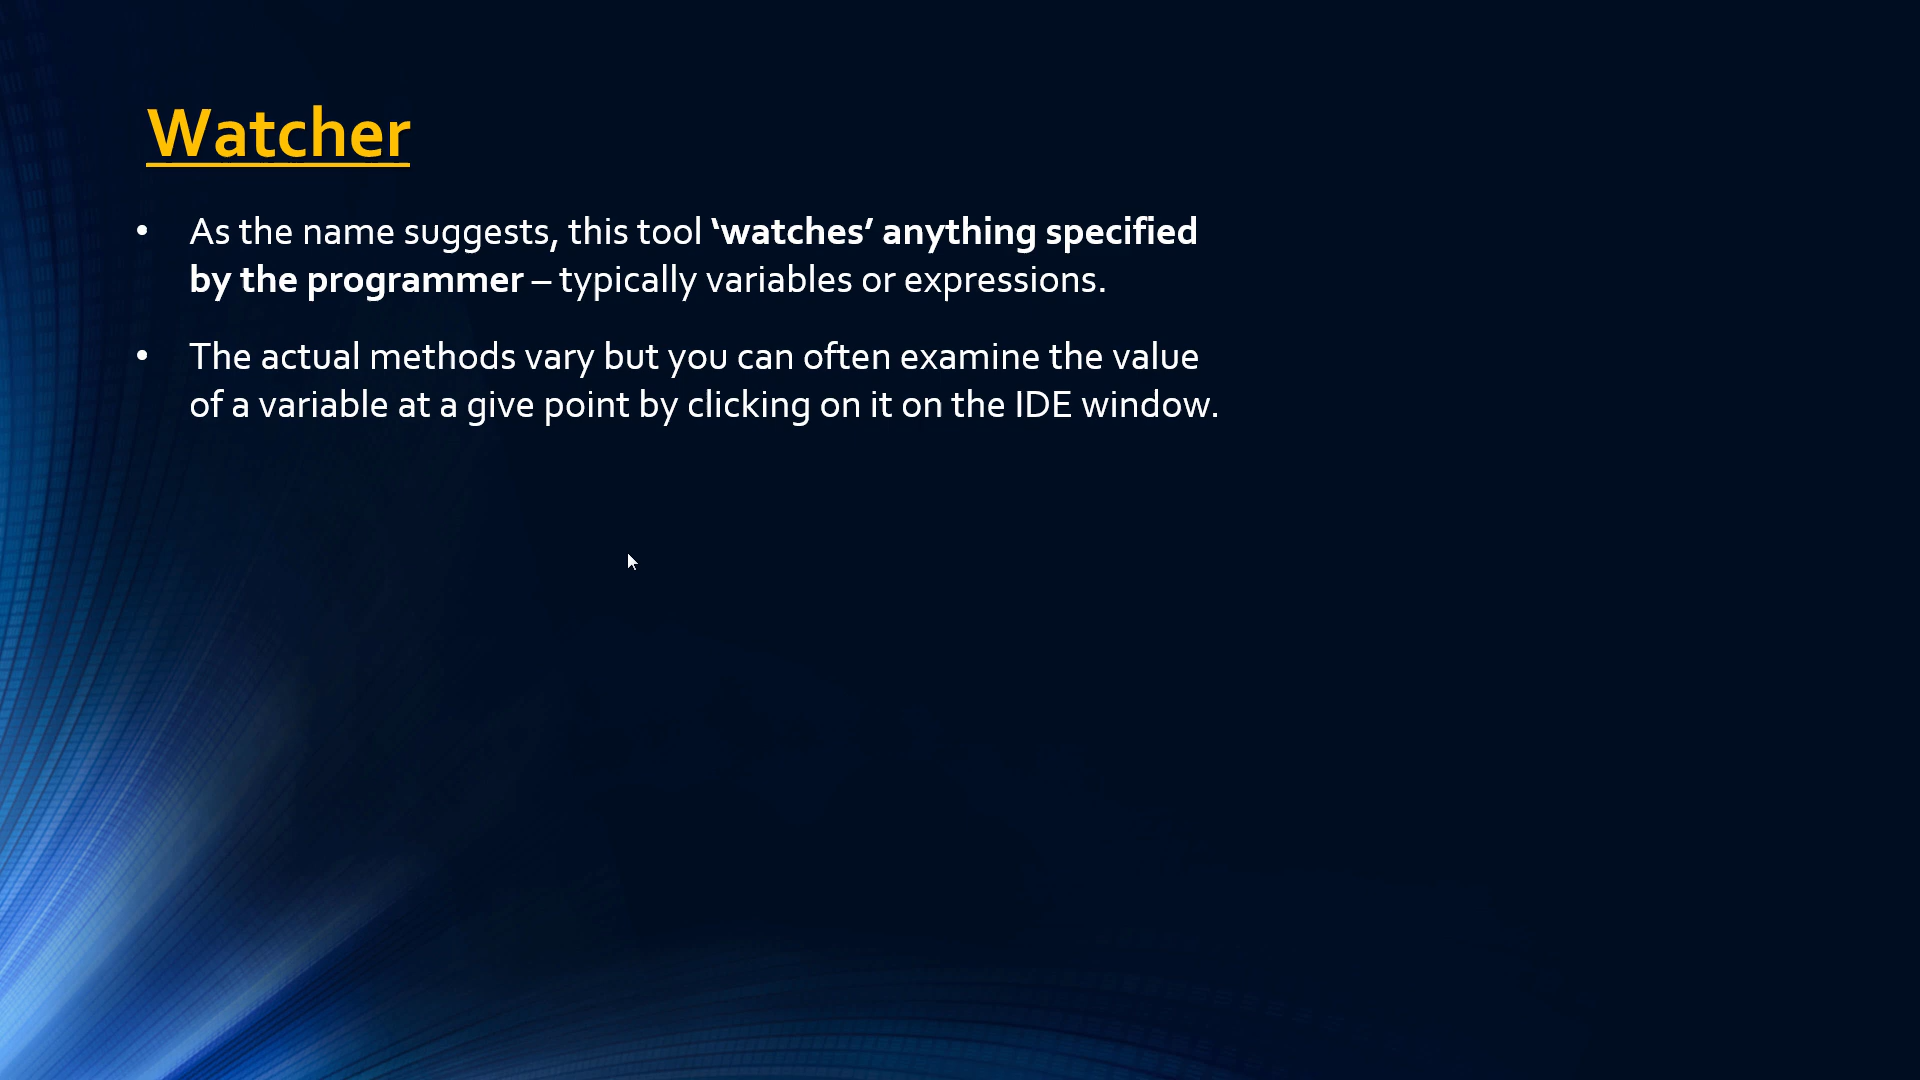 Watcher
• As the name suggests, this tool ‘watches’ anything specified
by the programmer – typically variables or expressions.
• The actual methods vary but you can often examine the value
of a variable at a give point by clicking on it on the IDE window.